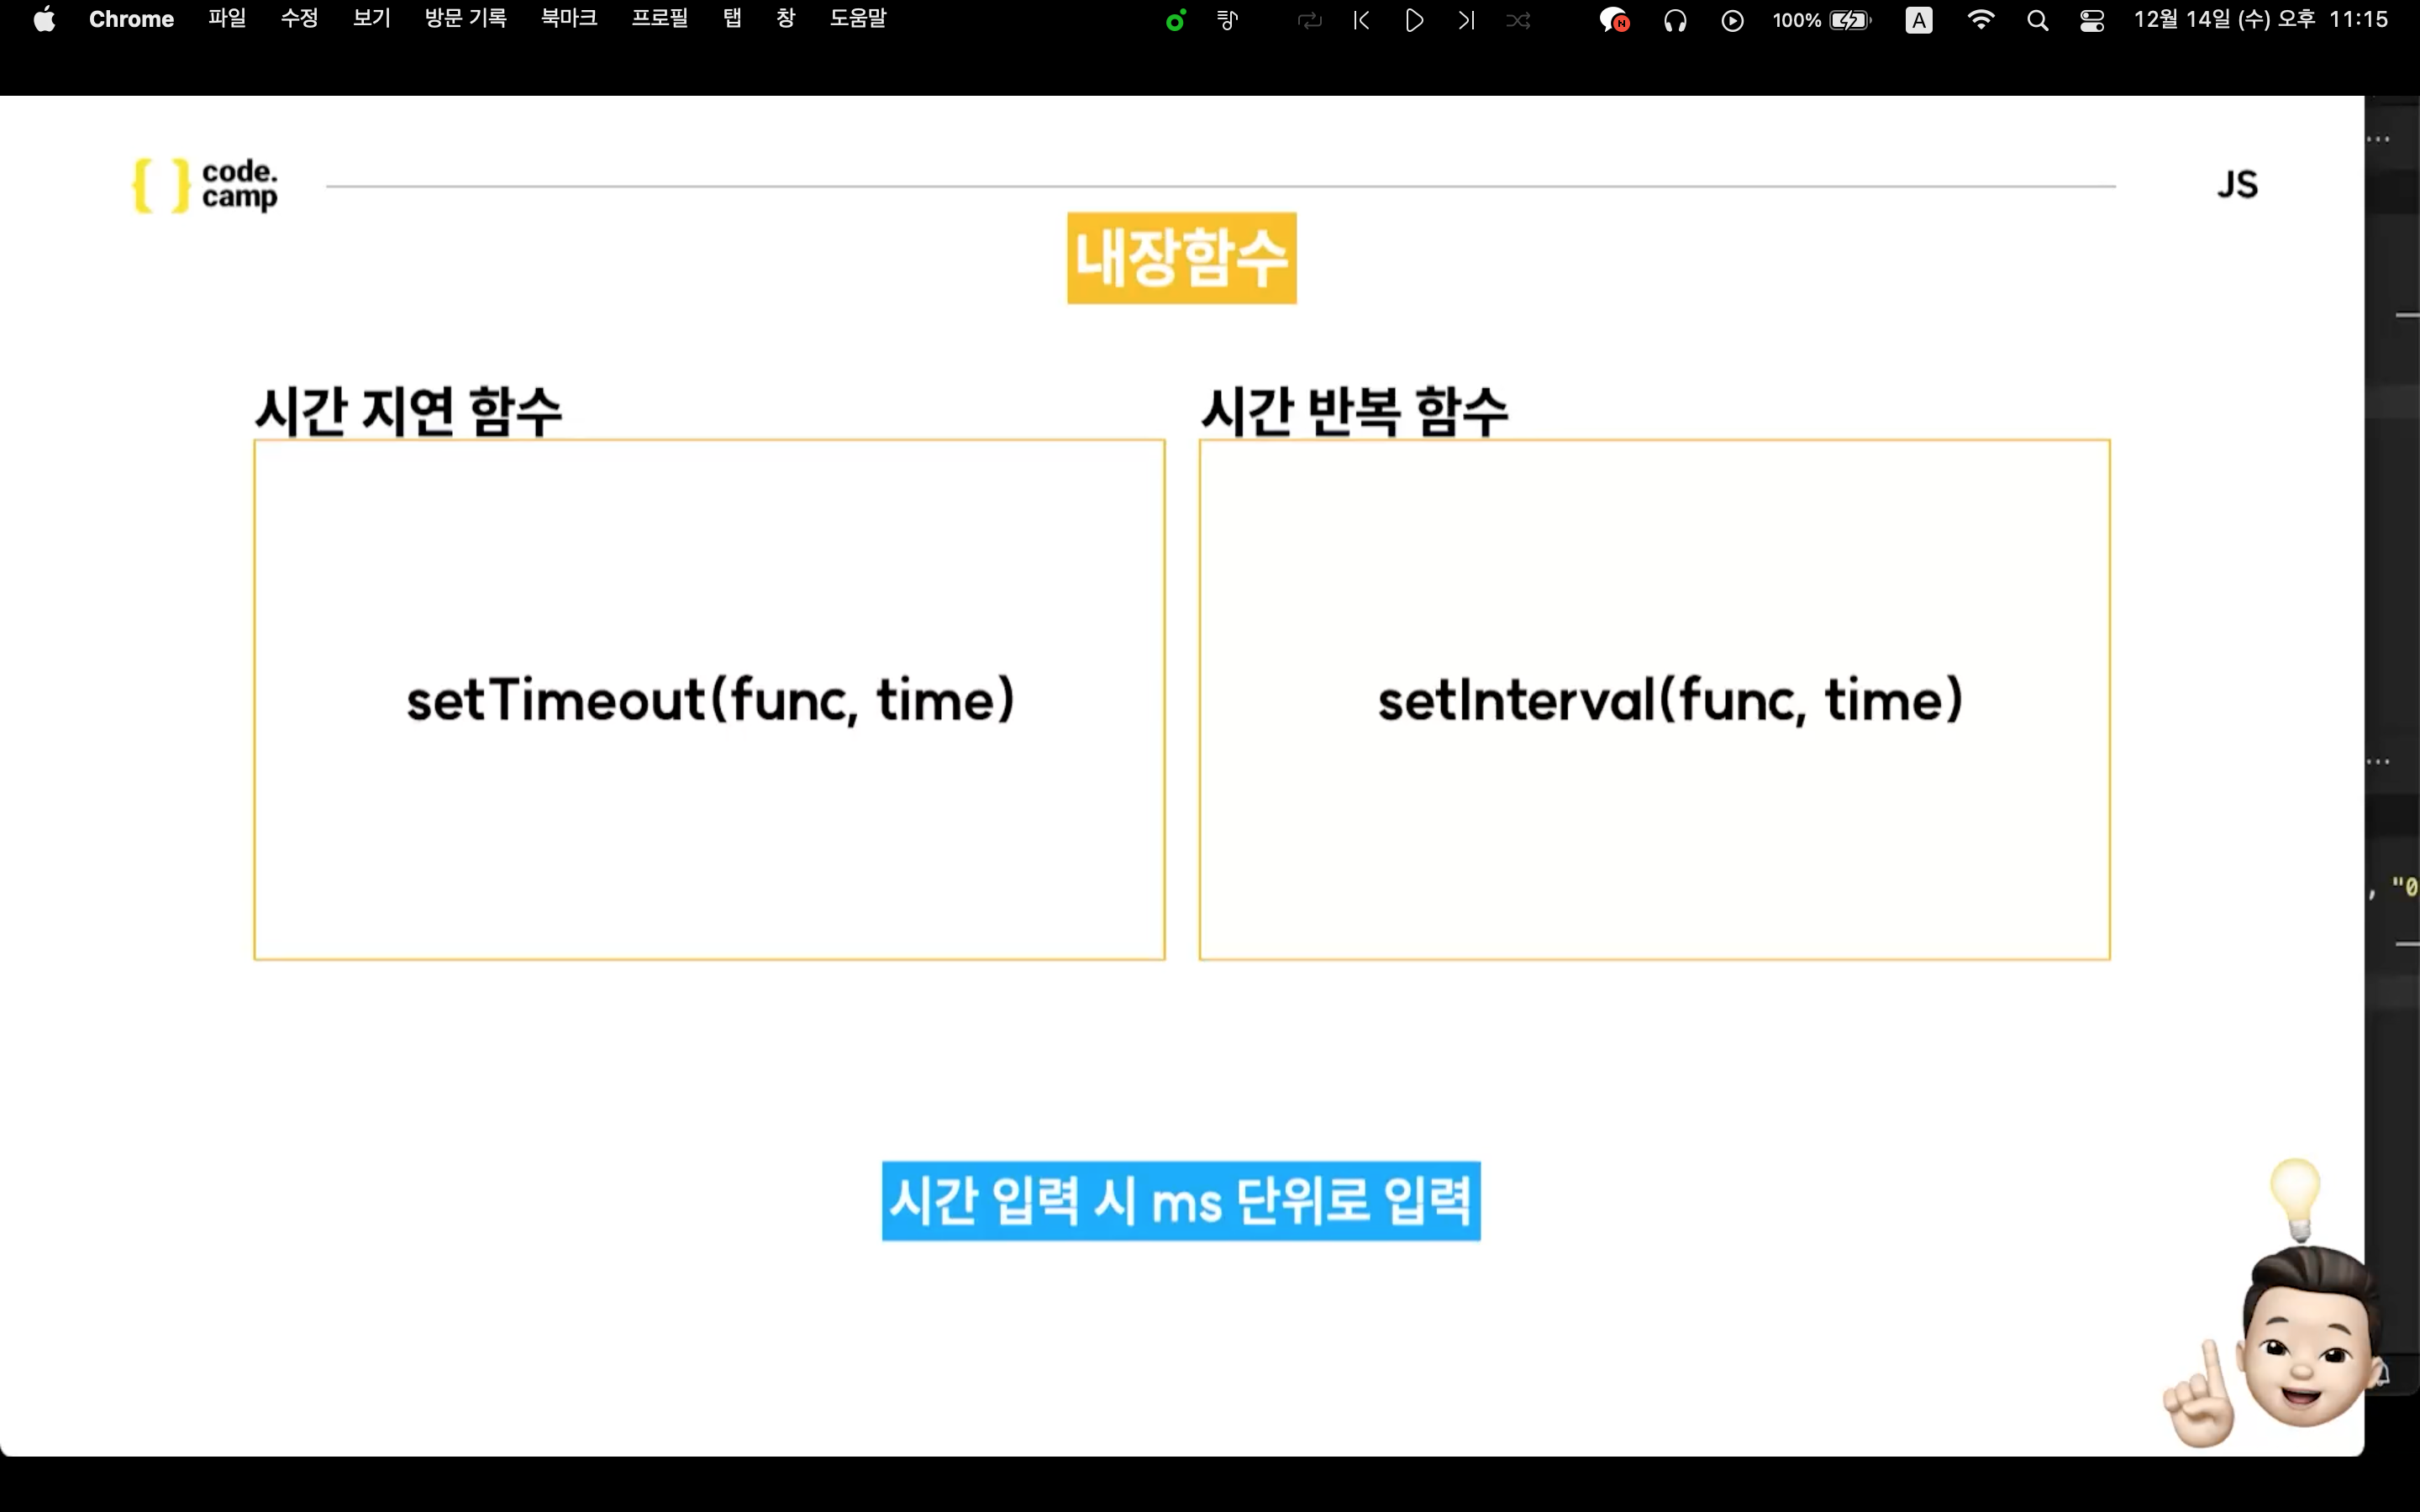 Chrome 파일 수정 보기 방문 기록 북마크 프로필 탭 창 도움말 N 100% A 12월 14일 (수) 오후 11:15
{ } code.
camp
JS
내장함수
시간 지연 함수
시간 반복 함수
setTimeout(func, time)
setInterval(func, time)
, "0
시간 입력 시 ms 단위로 입력